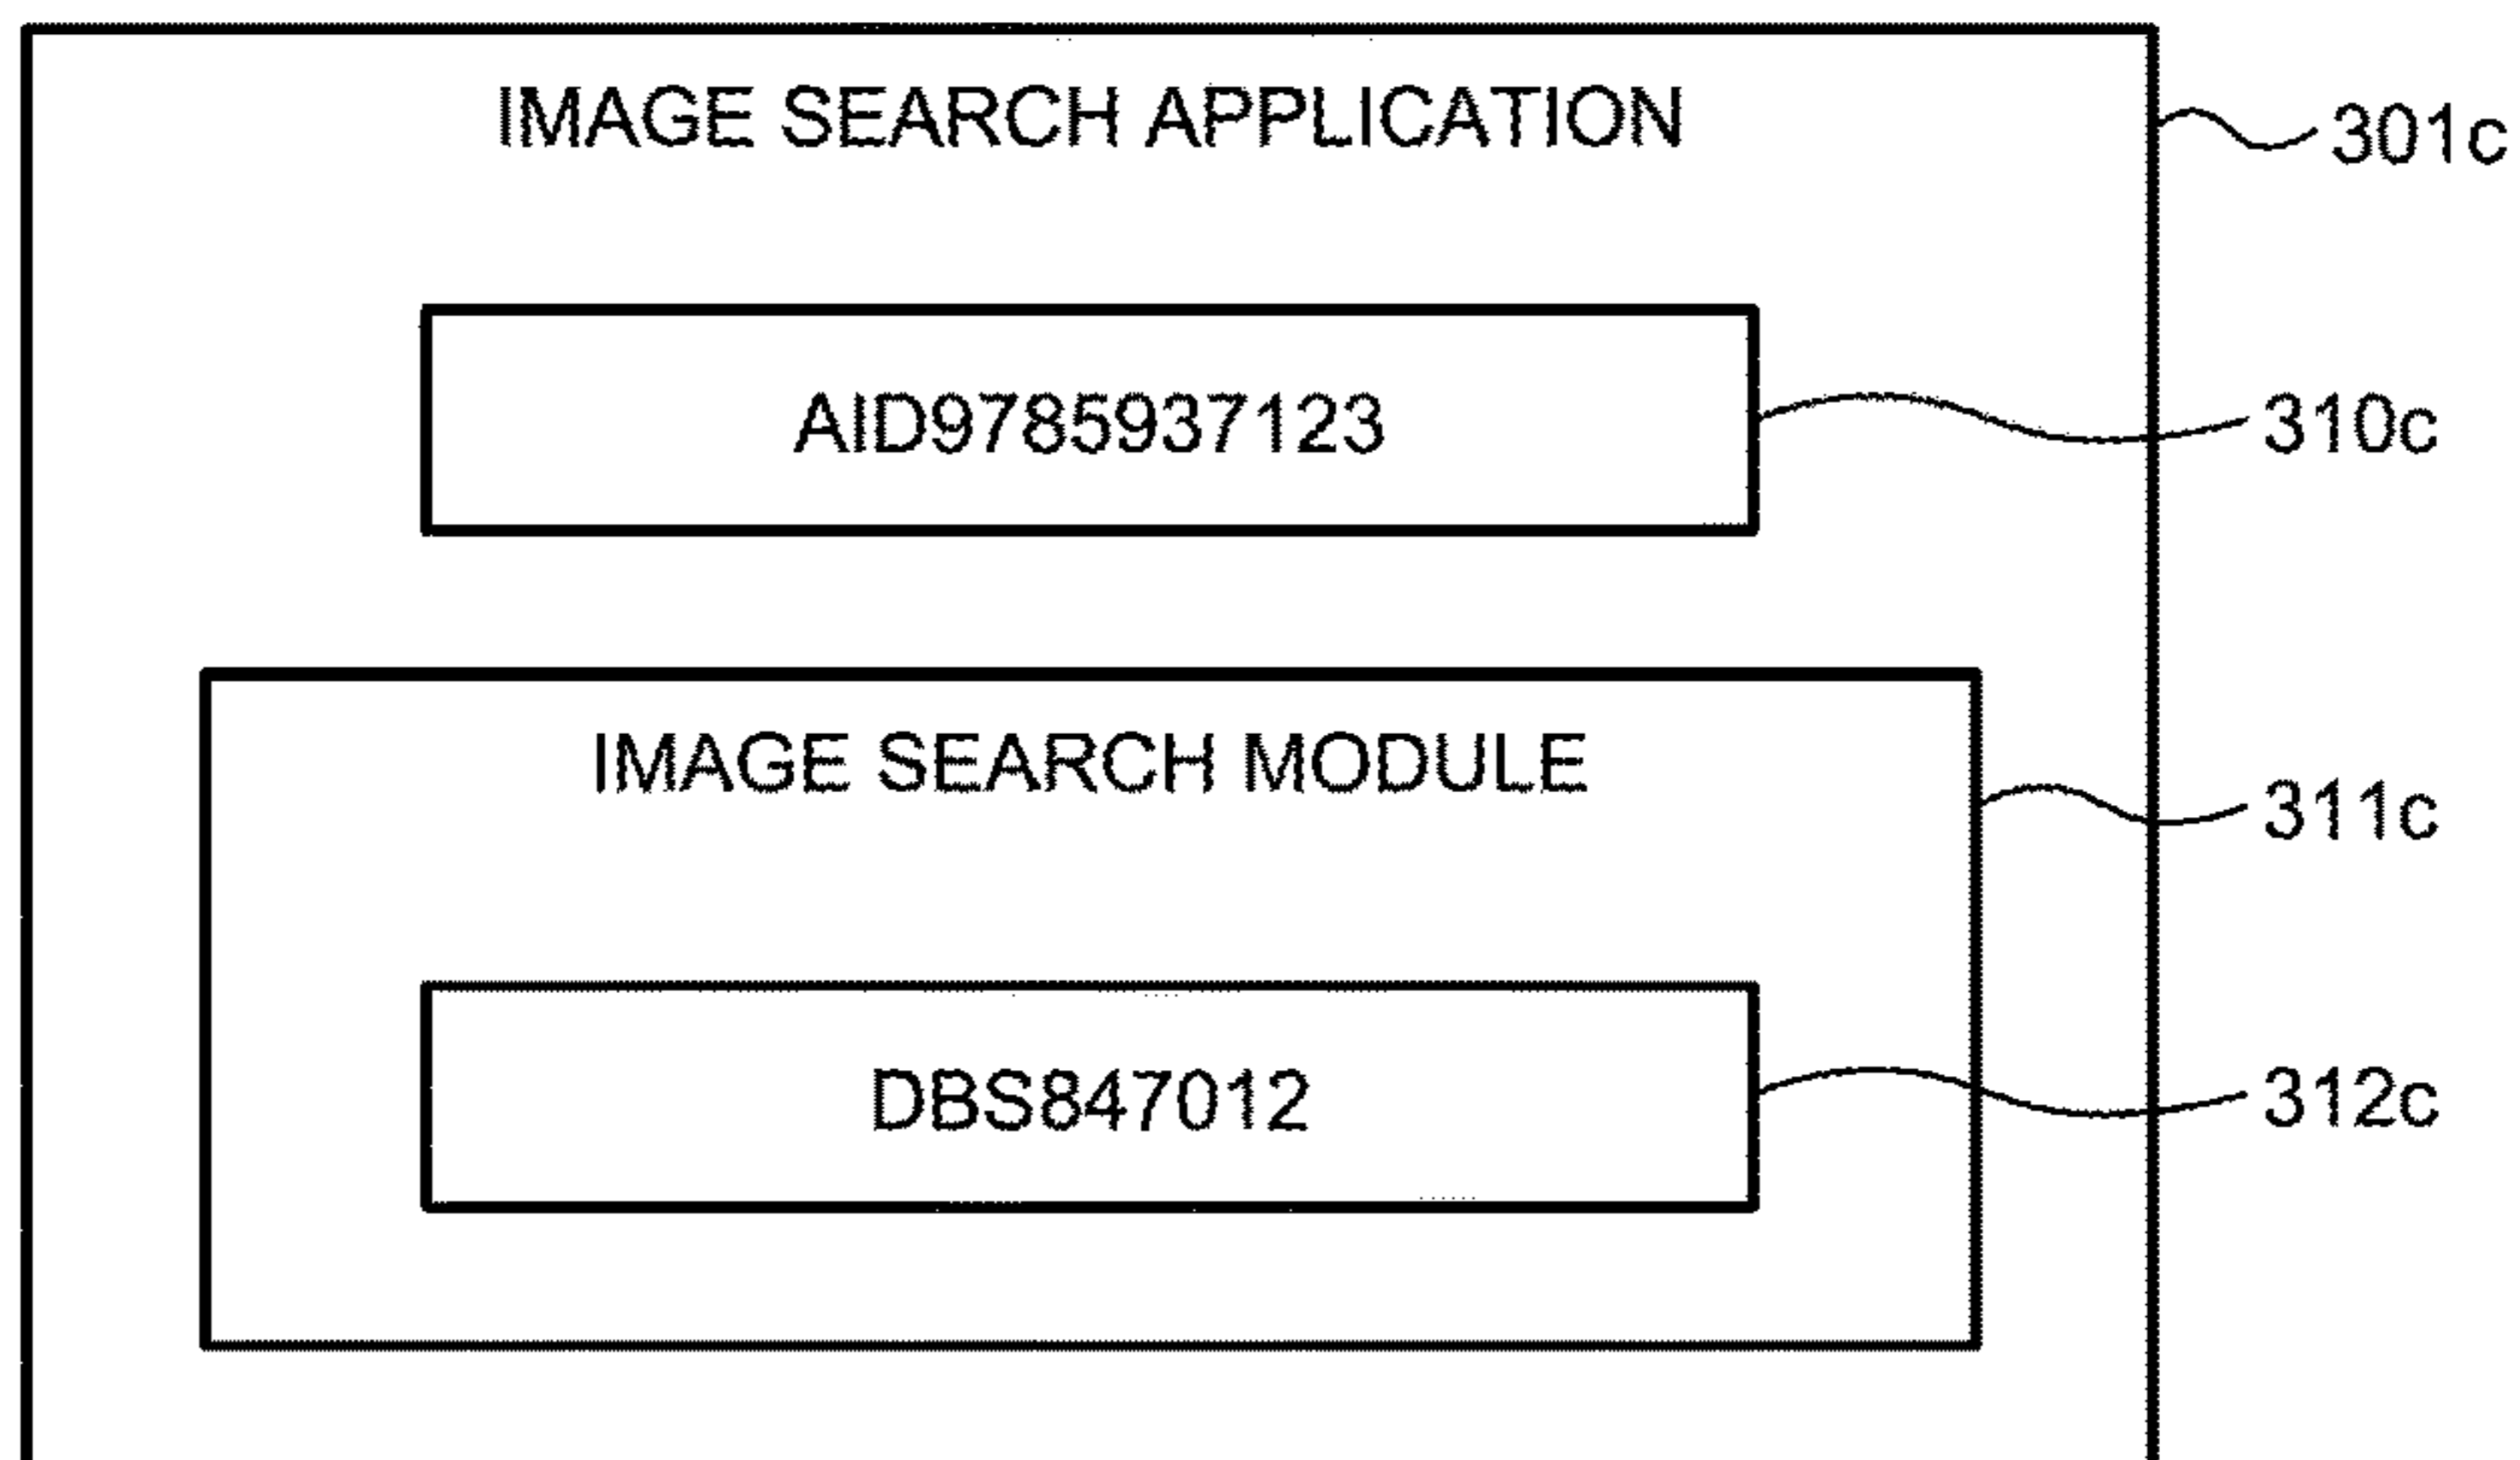 IMAGE SEARCH APPLICATION
301c
AID9785937123
310c
IMAGE SEARCH MODULE
311c
DBS847012
312c